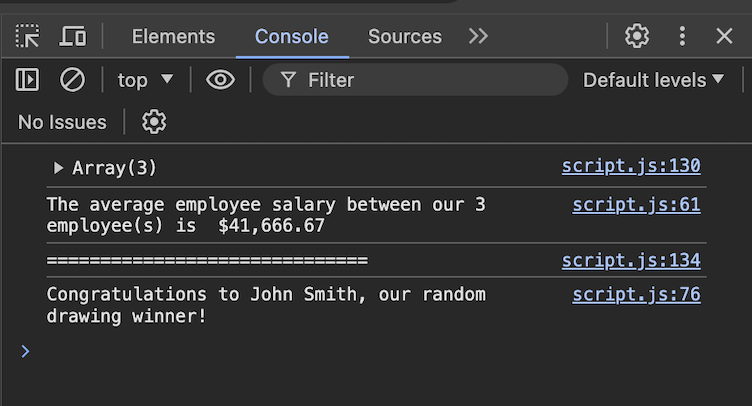 Elements Console Sources
top Filter Default levels
No Issues
Array(3) script.js:130
The average employee salary between our 3 script.js:61
employee(s) is  $41,666.67
============================== script.js:134
Congratulations to John Smith, our random script.js:76
drawing winner!